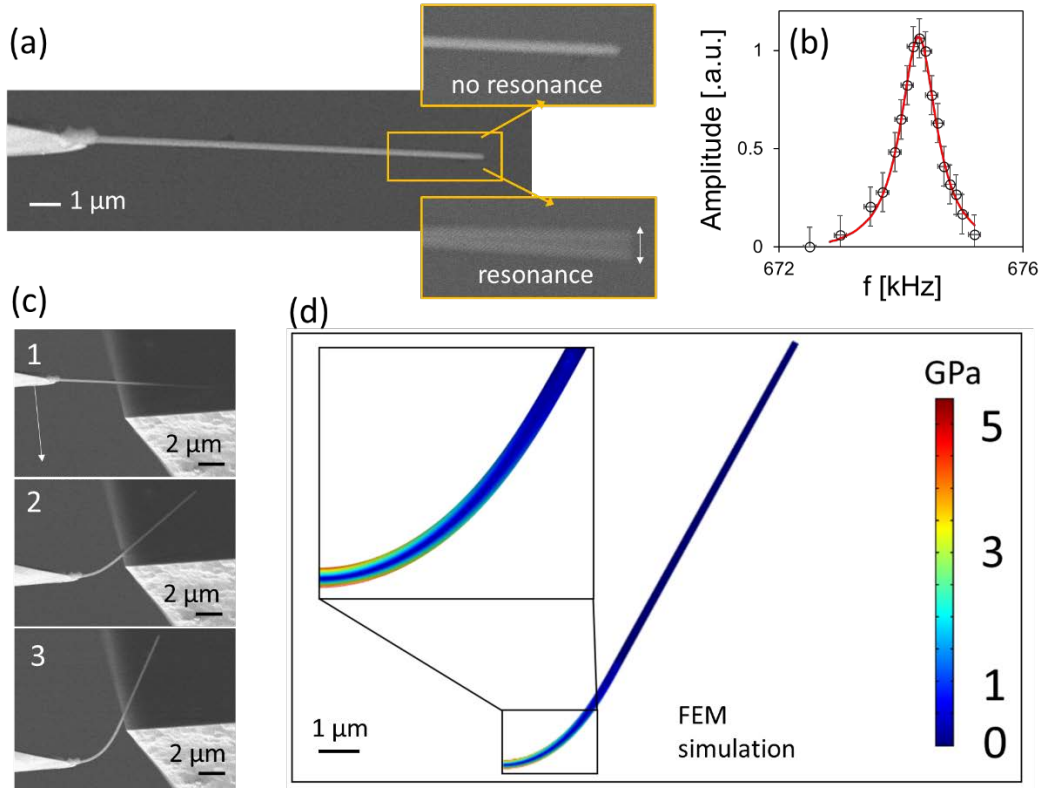 (a)
no resonance
1 μm
resonance
(b)
Amplitude [.a.u.]
1
0.5
0
672
676
f [kHz]
(c)
1
2 μm
2
2 μm
3
2 μm
(d)
GPa
5
3
1
0
1 μm
FEM
simulation